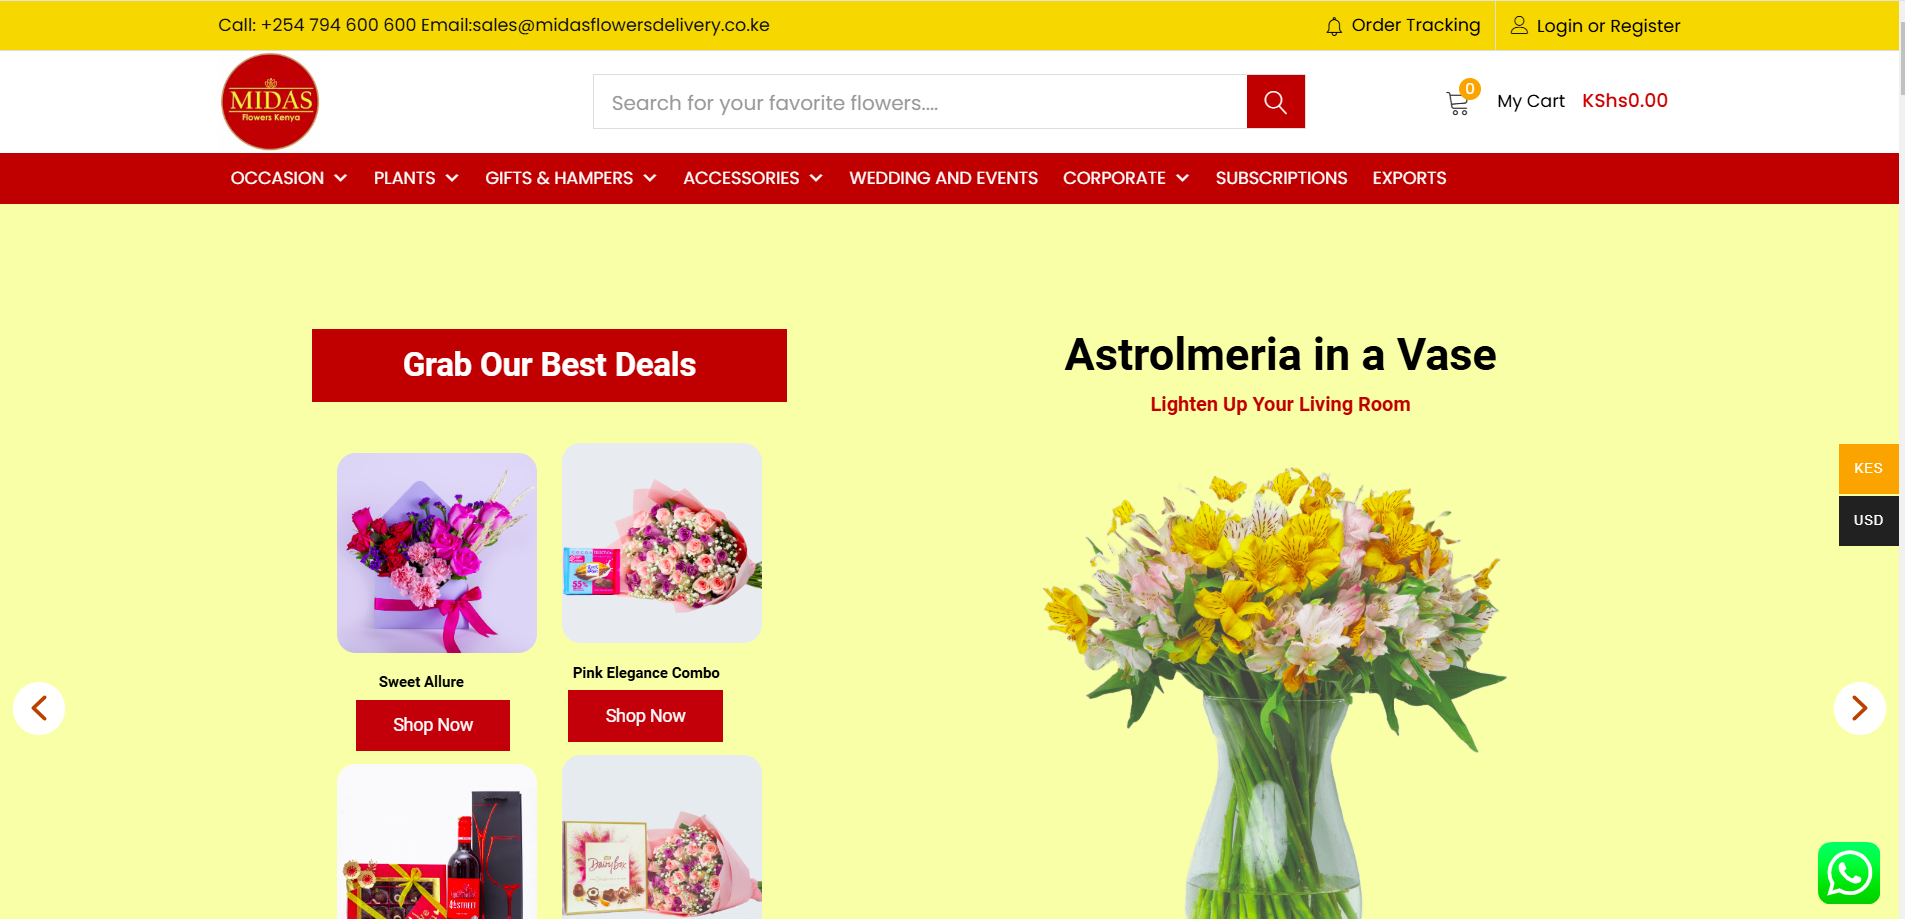 Call: +254 794 600 600 Email:sales@midasflowersdelivery.co.ke
Order Tracking
Login or Register
MIDAS
Flowers Kenya
Search for your favorite flowers....
0
My Cart KShs0.00
OCCASION PLANTS GIFTS & HAMPERS ACCESSORIES WEDDING AND EVENTS CORPORATE SUBSCRIPTIONS EXPORTS
Grab Our Best Deals
Astrolmeria in a Vase
Lighten Up Your Living Room
KES
USD
55%
Sweet Allure
Pink Elegance Combo
Shop Now
Shop Now
Dairy Box